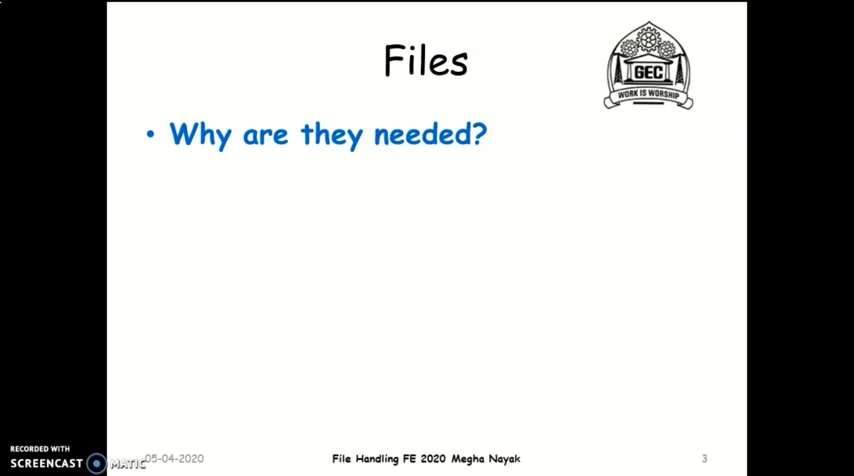 Files
GEC
WORK IS WORSHIP
• Why are they needed?
RECORDED WITH
SCREENCAST MATIC
05-04-2020
File Handling FE 2020 Megha Nayak
3